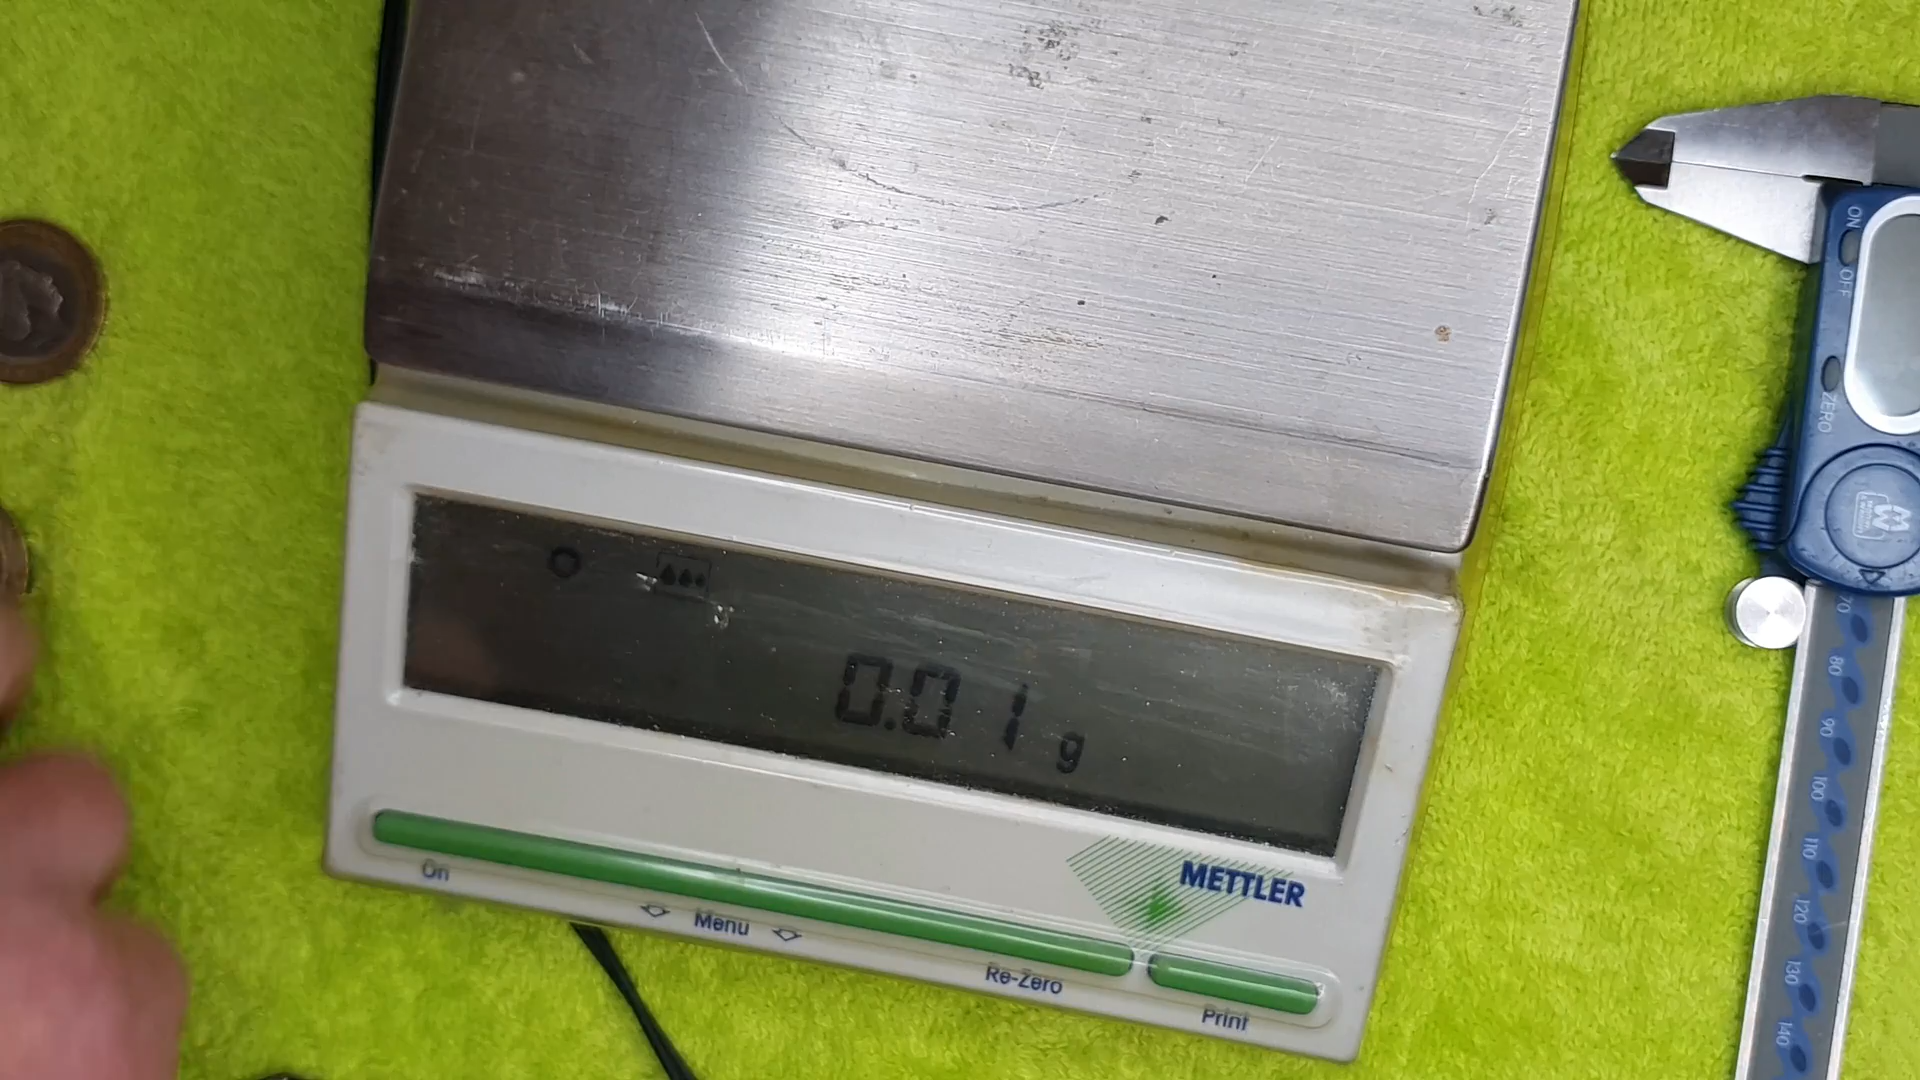 0.01 g
METTLER
On
Menu
Re-Zero
Print
ON
OFF
ZERO
70
80
90
100
110
120
130
140